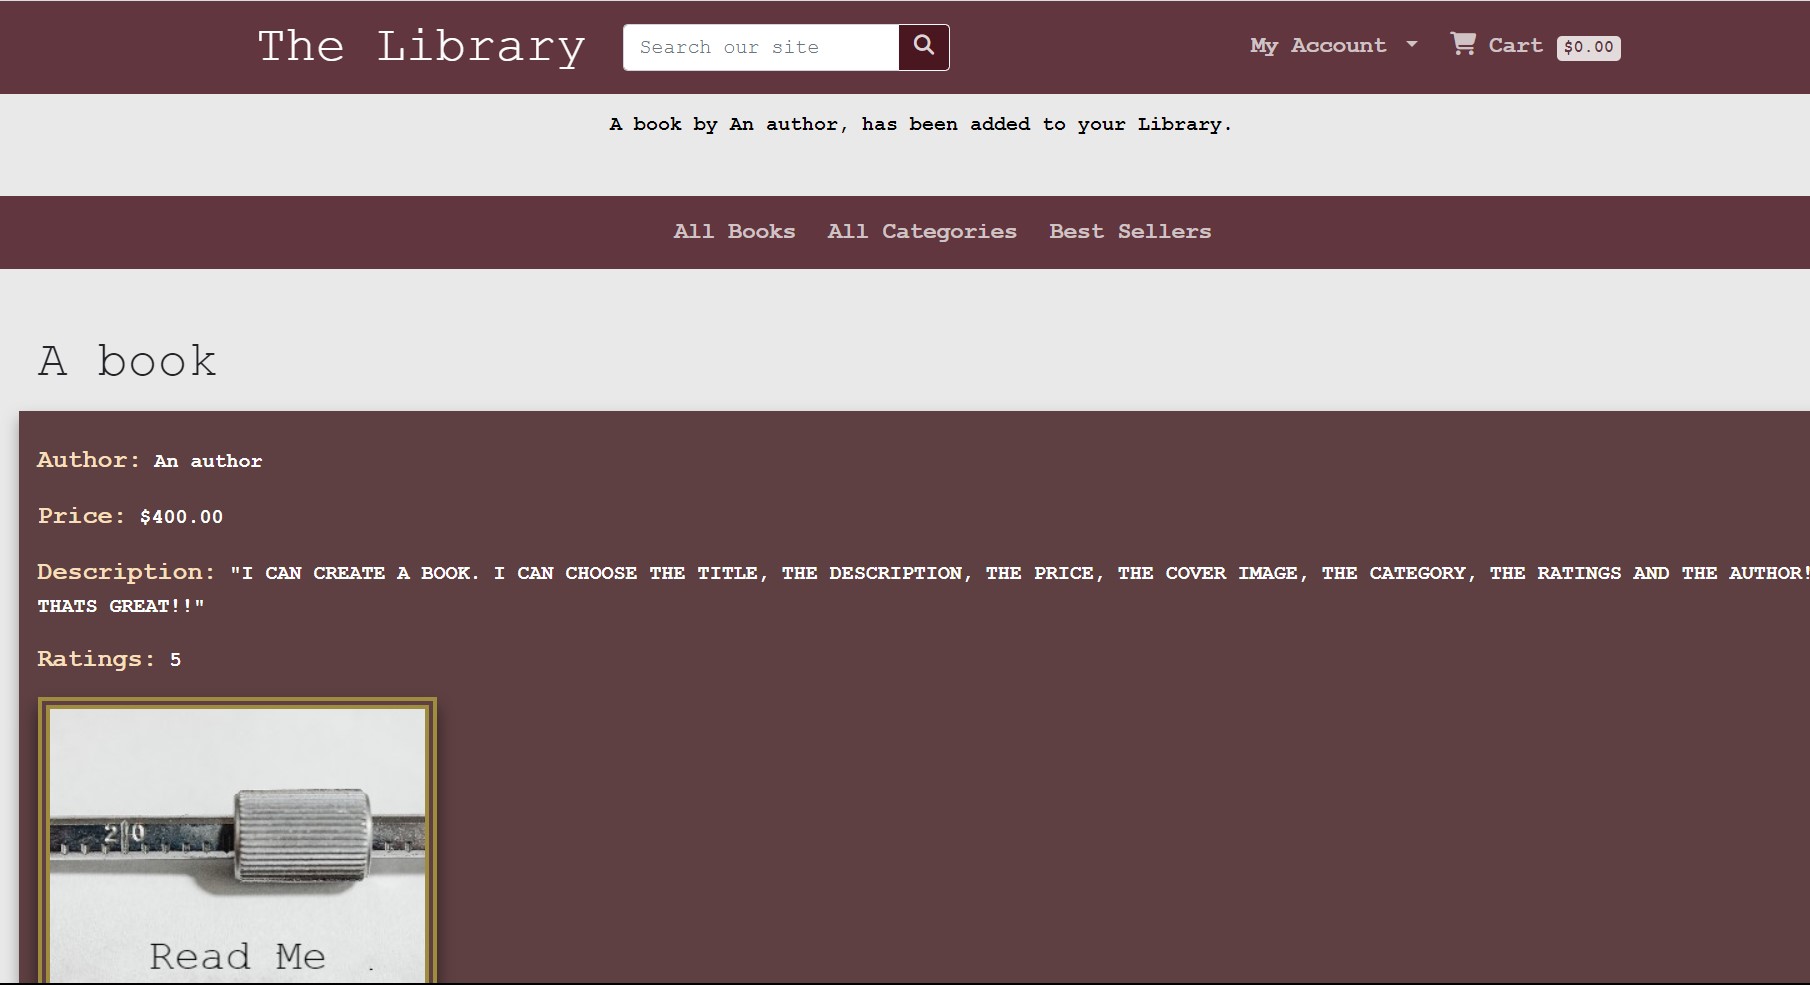 The Library
Search our site
My Account
Cart $0.00
A book by An author, has been added to your Library.
All Books All Categories Best Sellers
A book
Author: An author
Price: $400.00
Description: "I CAN CREATE A BOOK. I CAN CHOOSE THE TITLE, THE DESCRIPTION, THE PRICE, THE COVER IMAGE, THE CATEGORY, THE RATINGS AND THE AUTHOR!
THATS GREAT!!"
Ratings: 5
20
Read Me